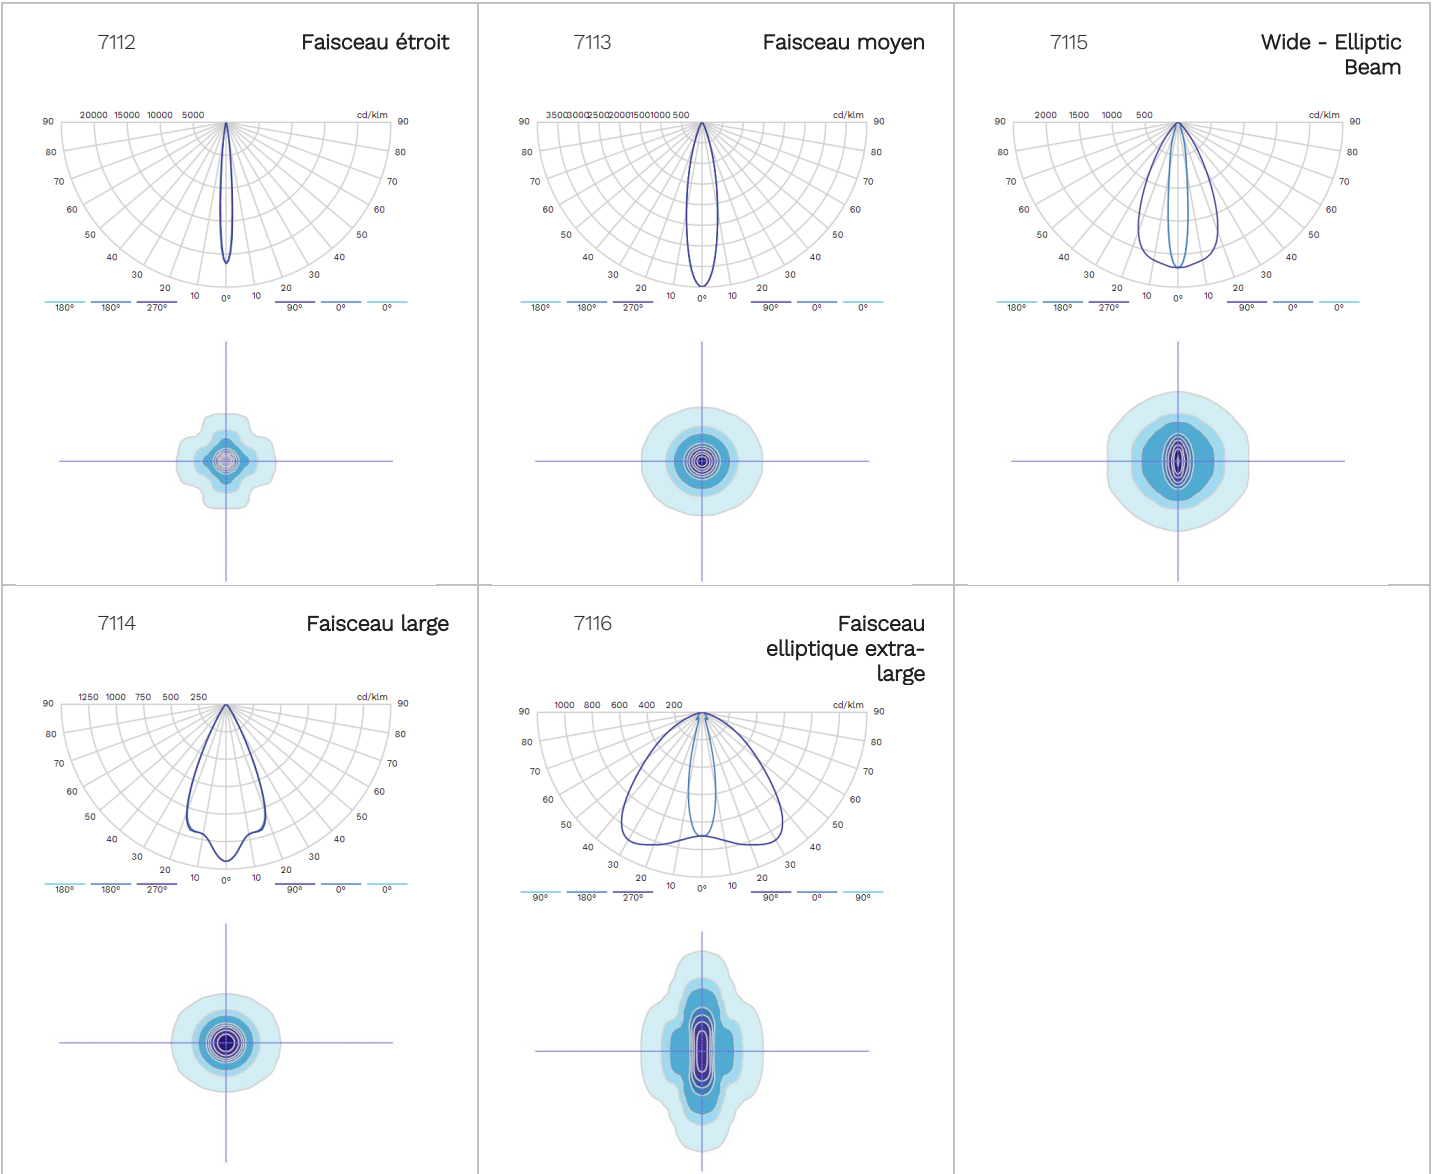 7112 Faisceau étroit
20000 15000 10000 5000 cd/klm
90 90
80 80
70 70
60 60
50 50
40 40
30 30
20 10 0° 10 20
180° 180° 270° 90° 0° 0°
7113 Faisceau moyen
3500 3000 2500 2000 1500 1000 500 cd/klm
90 90
80 80
70 70
60 60
50 50
40 40
30 30
20 10 0° 10 20
180° 180° 270° 90° 0° 0°
7115 Wide - Elliptic
Beam
2000 1500 1000 500 cd/klm
90 90
80 80
70 70
60 60
50 50
40 40
30 30
20 10 0° 10 20
180° 180° 270° 90° 0° 0°
7114 Faisceau large
1250 1000 750 500 250 cd/klm
90 90
80 80
70 70
60 60
50 50
40 40
30 30
20 10 0° 10 20
180° 180° 270° 90° 0° 0°
7116 Faisceau
elliptique extra-
large
1000 800 600 400 200 cd/klm
90 90
80 80
70 70
60 60
50 50
40 40
30 30
20 10 0° 10 20
90° 180° 270° 90° 0° 90°